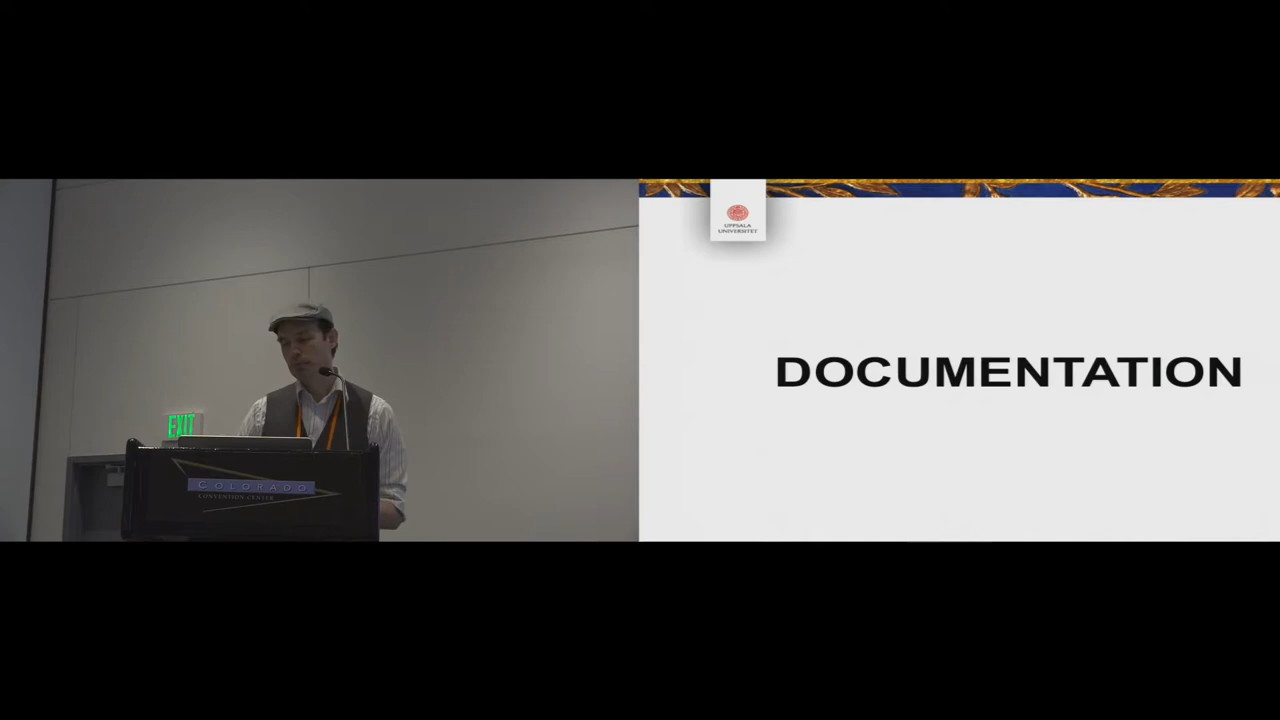 EXIT
COLORADO
CONVENTION CENTER
UPPSALA
UNIVERSITET
DOCUMENTATION